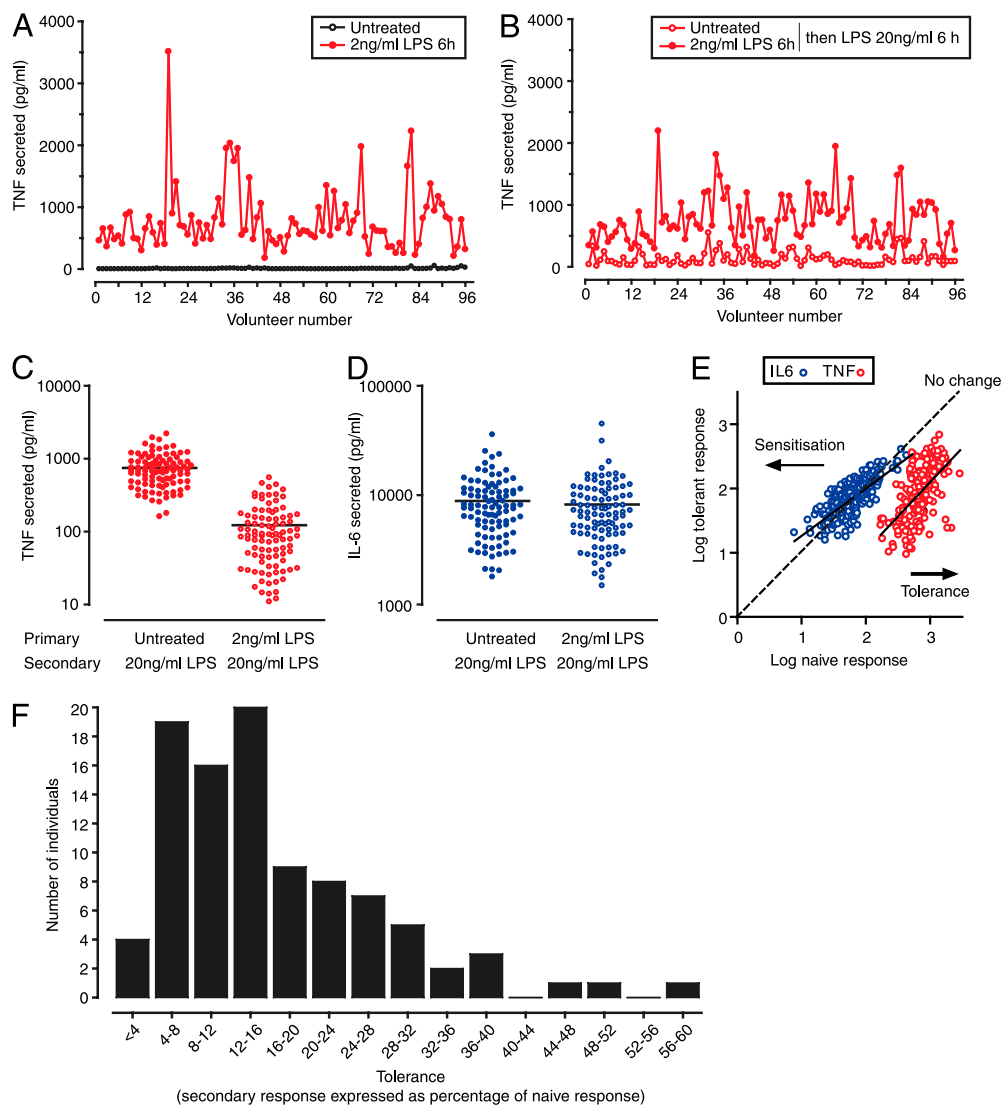 A
Untreated
2ng/ml LPS 6h
TNF secreted (pg/ml)
4000
3000
2000
1000
500
0
0 12 24 36 48 60 72 84 96
Volunteer number
B
Untreated
2ng/ml LPS 6h
then LPS 20ng/ml 6 h
TNF secreted (pg/ml)
4000
3000
2000
1000
500
0
0 12 24 36 48 60 72 84 96
Volunteer number
C
TNF secreted (pg/ml)
10000
1000
100
10
Primary
Untreated 2ng/ml LPS
Secondary
20ng/ml LPS 20ng/ml LPS
D
IL-6 secreted (pg/ml)
100000
10000
1000
Untreated 2ng/ml LPS
20ng/ml LPS 20ng/ml LPS
E
IL6 TNF
No change
Sensitisation
Tolerance
Log tolerant response
3
2
1
0
0 1 2 3
Log naive response
F
Number of individuals
20
18
16
14
12
10
8
6
4
2
0
<4 4-8 8-12 12-16 16-20 20-24 24-28 28-32 32-36 36-40 40-44 44-48 48-52 52-56 56-60
Tolerance
(secondary response expressed as percentage of naive response)